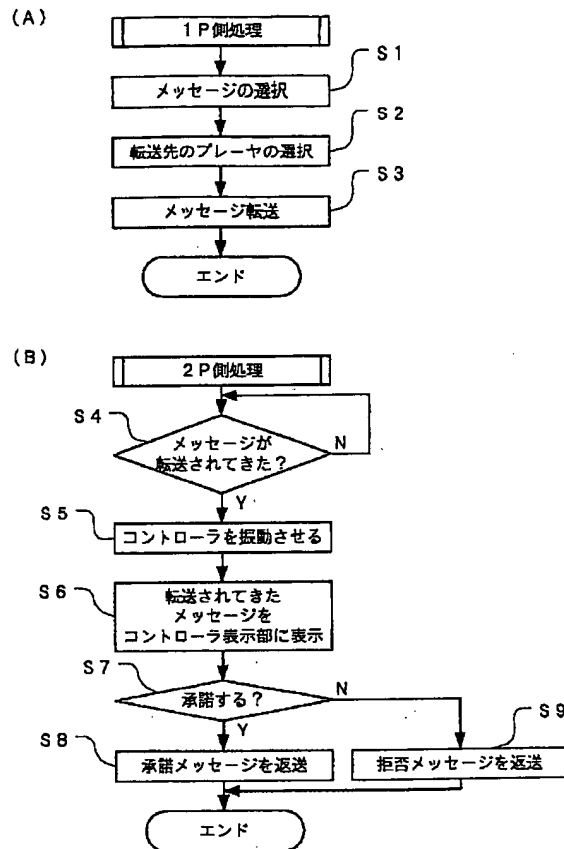 (A)
1P側処理
S1
メッセージの選択
S2
転送先のプレーヤの選択
S3
メッセージ転送
エンド
(B)
2P側処理
S4
メッセージが
転送されてきた？
N
Y
S5
コントローラを振動させる
S6
転送されてきた
メッセージを
コントローラ表示部に表示
S7
承諾する？
N
Y
S8
承諾メッセージを返送
S9
拒否メッセージを返送
エンド